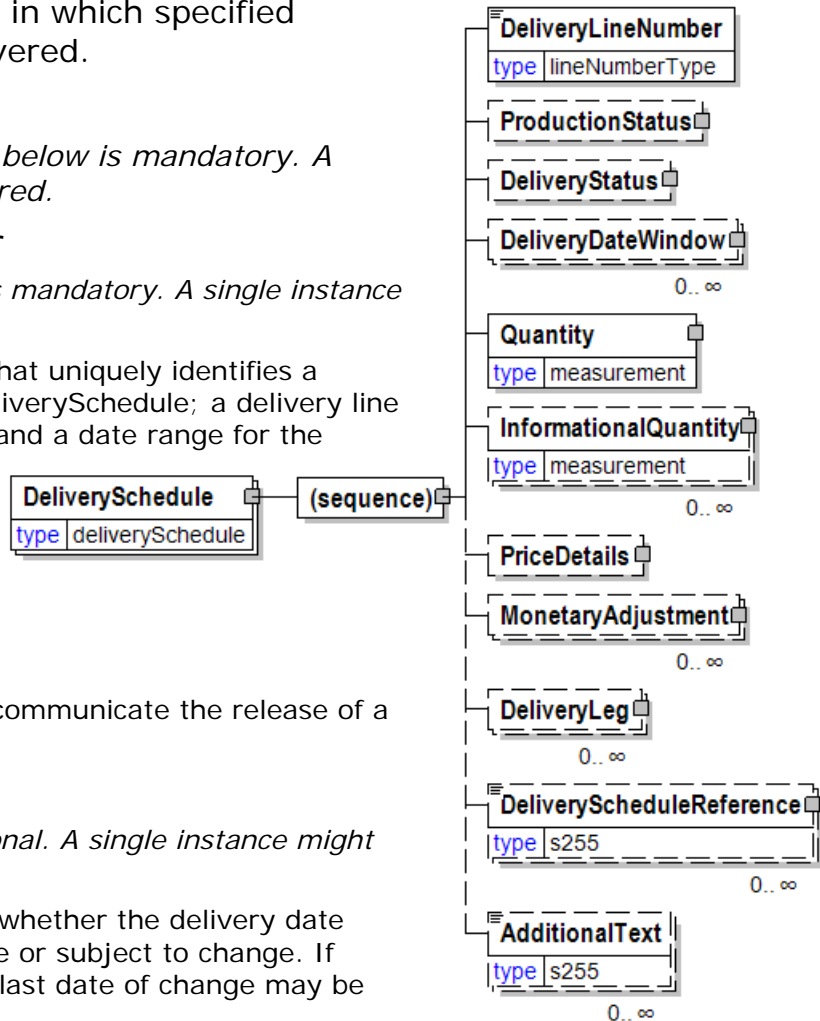 in which specified
vered.
below is mandatory. A
red.
s mandatory. A single instance
hat uniquely identifies a
liverySchedule; a delivery line
and a date range for the
communicate the release of a
onal. A single instance might
whether the delivery date
e or subject to change. If
last date of change may be
DeliverySchedule
type deliverySchedule
(sequence)
DeliveryLineNumber
type lineNumberType
ProductionStatus
DeliveryStatus
DeliveryDateWindow
0.. ∞
Quantity
type measurement
InformationalQuantity
type measurement
0.. ∞
PriceDetails
MonetaryAdjustment
0.. ∞
DeliveryLeg
0.. ∞
DeliveryScheduleReference
type s255
0.. ∞
AdditionalText
type s255
0.. ∞